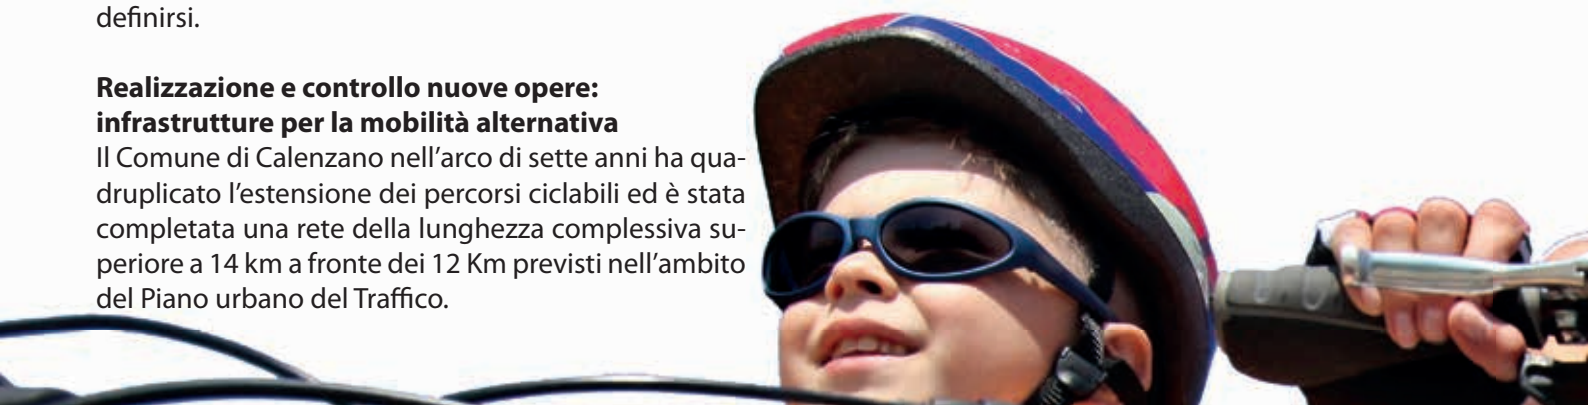 definirsi.
Realizzazione e controllo nuove opere:
infrastrutture per la mobilità alternativa
Il Comune di Calenzano nell'arco di sette anni ha qua-
druplicato l'estensione dei percorsi ciclabili ed è stata
completata una rete della lunghezza complessiva su-
periore a 14 km a fronte dei 12 Km previsti nell'ambito
del Piano urbano del Traffico.